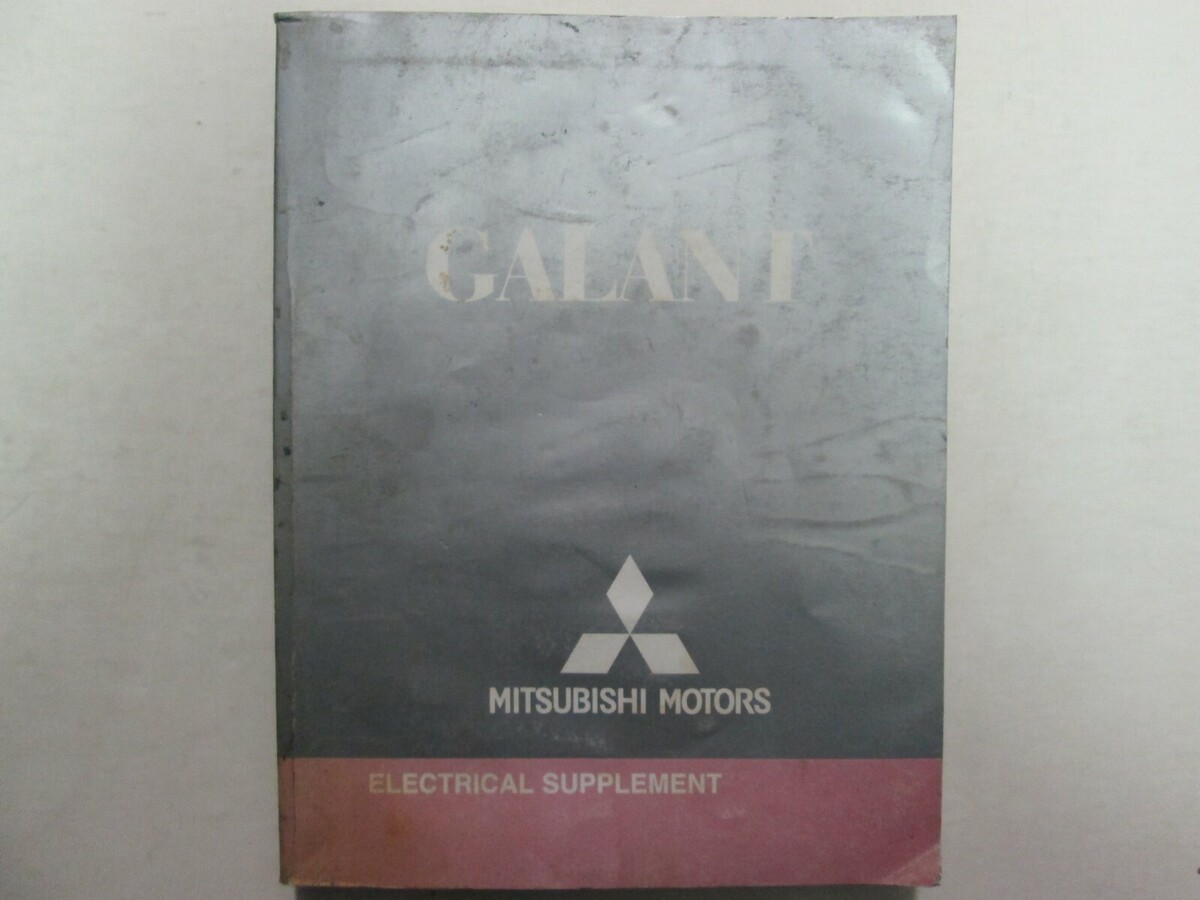 GALANT
MITSUBISHI MOTORS
ELECTRICAL SUPPLEMENT